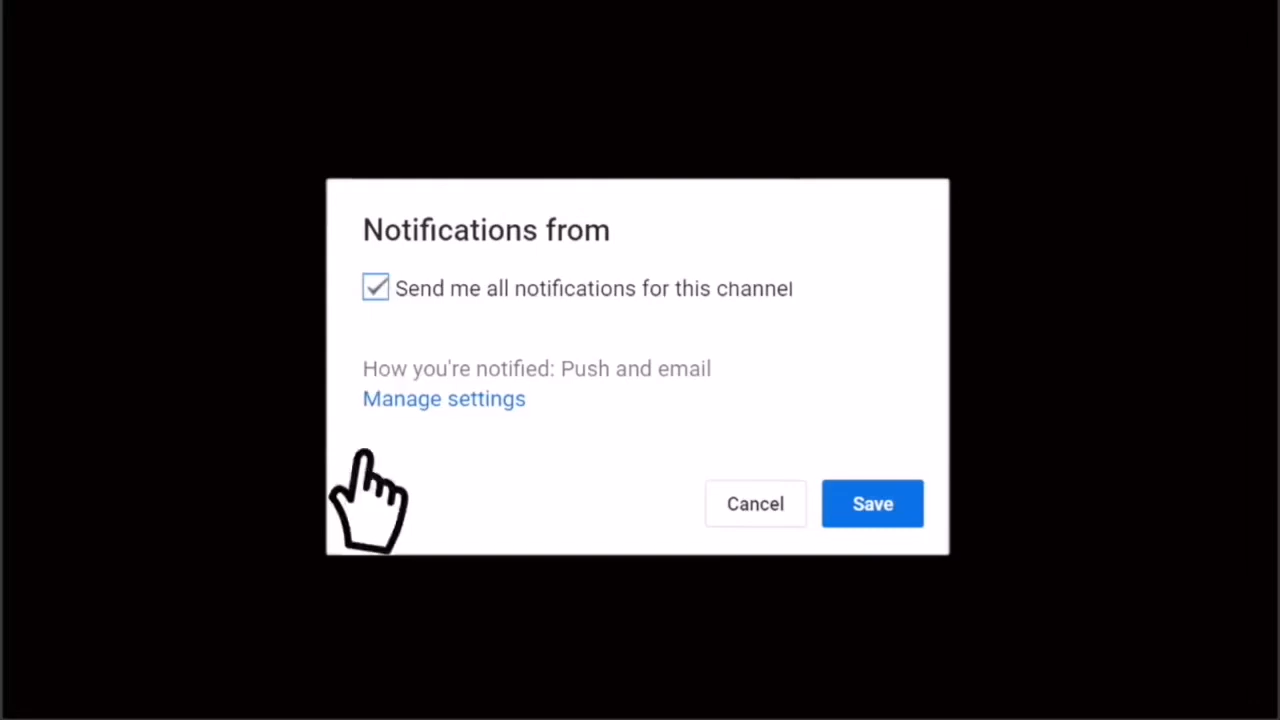 Notifications from
Send me all notifications for this channel
How you're notified: Push and email
Manage settings
Cancel
Save